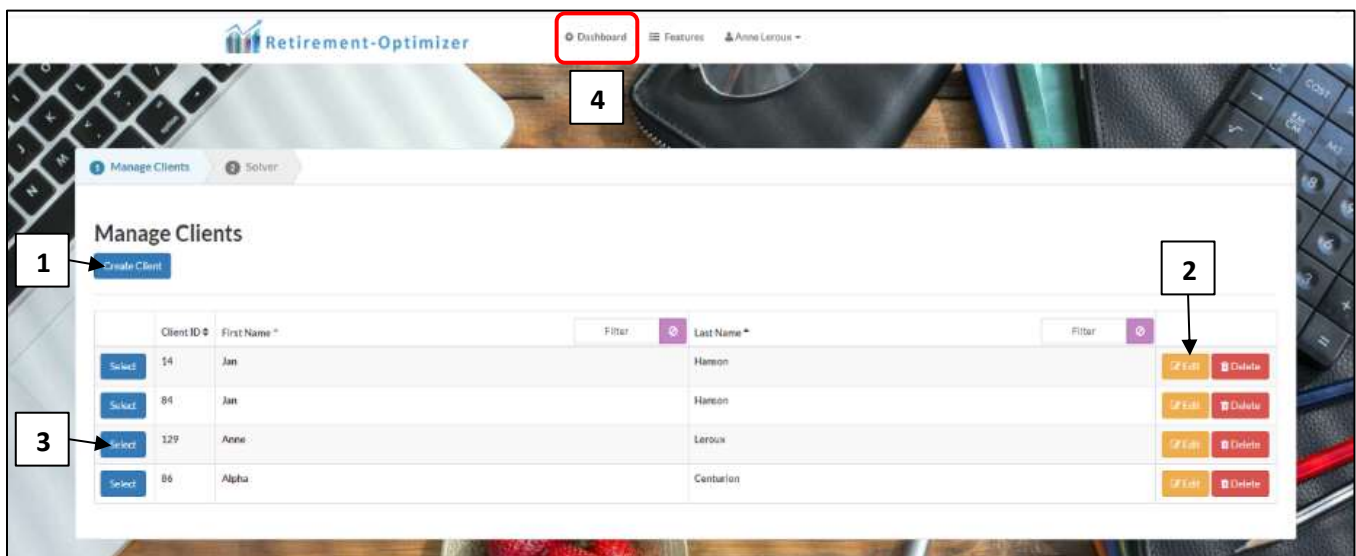 Retirement-Optimizer
Dashboard Features Anne Leroux
4
1 Manage Clients 2 Solver
Manage Clients
1
Create Client
2
Client ID First Name Filter Last Name Filter
Select 14 Jan Hanson Edit Delete
Select 84 Jan Hanson Edit Delete
3
Select 129 Anne Leroux Edit Delete
Select 86 Alpha Centurion Edit Delete